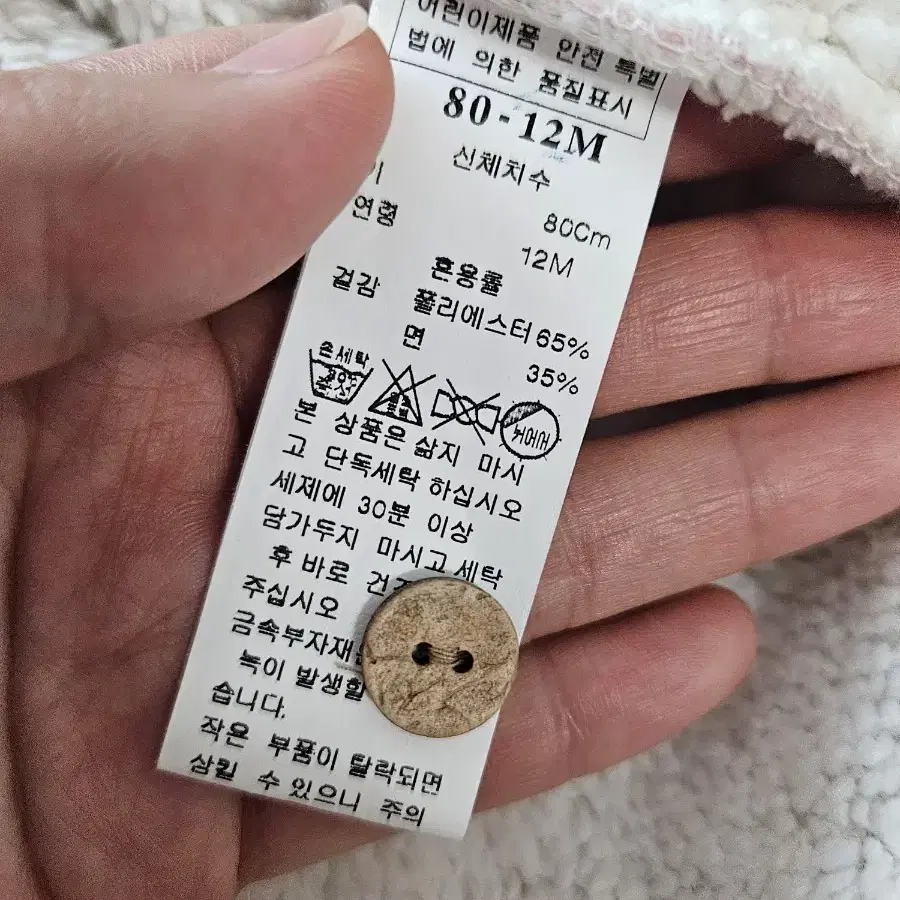 어린이제품 안전 특별
법에 의한 품질표시
80-12M
신체치수
80Cm
연령 12M
혼용률
겉감 폴리에스터 65%
면 35%
손세탁
본 상품은 삶지 마시
고 단독세탁 하십시오
세제에 30분 이상
담가두지 마시고 세탁
후 바로
주십시오
금속부자재
녹이 발생할
습니다.
작은 부품이 탈락되면
삼킬 수 있으니 주의